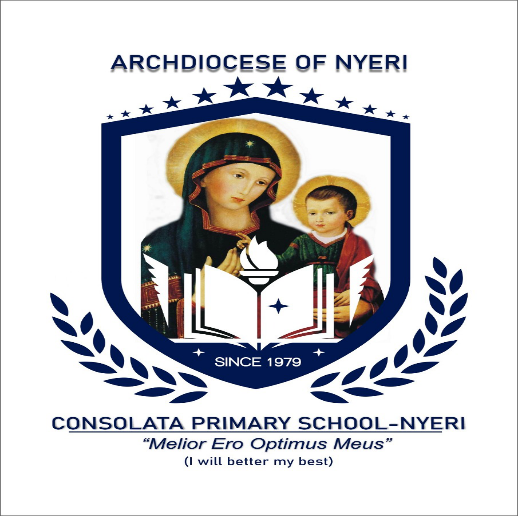 ARCHDIOCESE OF NYERI
SINCE 1979
CONSOLATA PRIMARY SCHOOL-NYERI
“Melior Ero Optimus Meus”
(I will better my best)